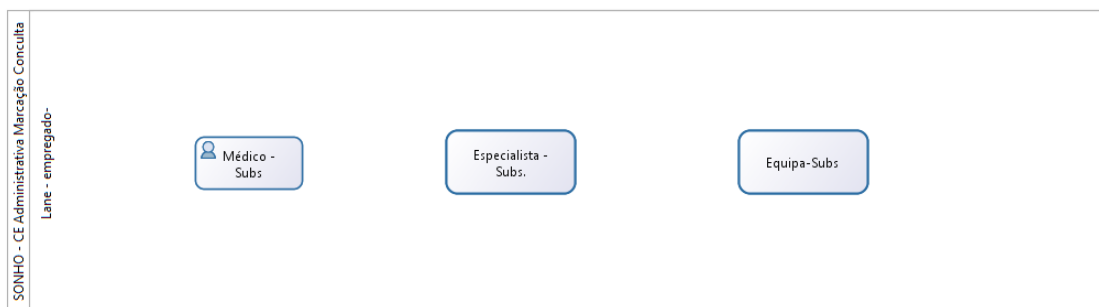 SONHO - CE Administrativa Marcação Conculta
Lane - empregado-
Médico -
Subs
Especialista -
Subs.
Equipa-Subs